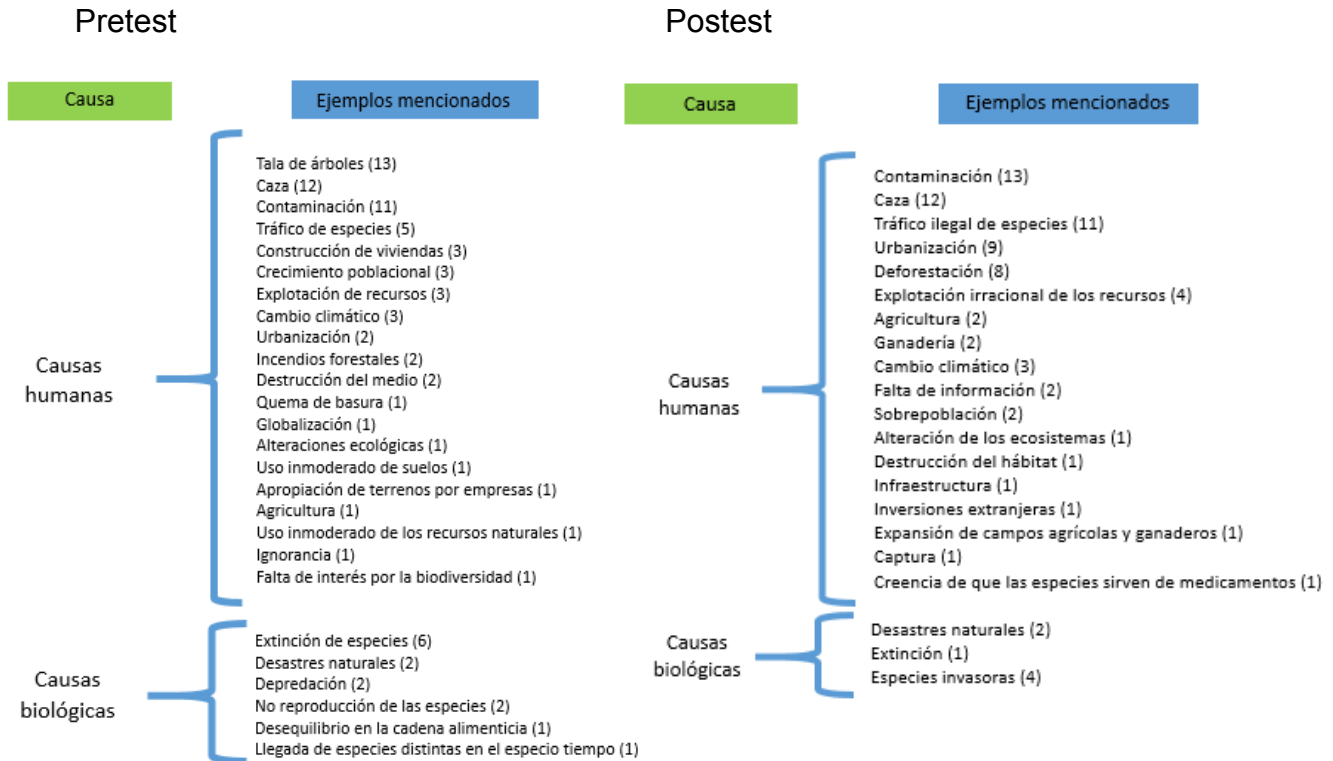 Pretest
Causa
Ejemplos mencionados
Causas
humanas
Tala de árboles (13)
Caza (12)
Contaminación (11)
Tráfico de especies (5)
Construcción de viviendas (3)
Crecimiento poblacional (3)
Explotación de recursos (3)
Cambio climático (3)
Urbanización (2)
Incendios forestales (2)
Destrucción del medio (2)
Quema de basura (1)
Globalización (1)
Alteraciones ecológicas (1)
Uso inmoderado de suelos (1)
Apropiación de terrenos por empresas (1)
Agricultura (1)
Uso inmoderado de los recursos naturales (1)
Ignorancia (1)
Falta de interés por la biodiversidad (1)
Causas
biológicas
Extinción de especies (6)
Desastres naturales (2)
Depredación (2)
No reproducción de las especies (2)
Desequilibrio en la cadena alimenticia (1)
Llegada de especies distintas en el especio tiempo (1)
Postest
Causa
Ejemplos mencionados
Causas
humanas
Contaminación (13)
Caza (12)
Tráfico ilegal de especies (11)
Urbanización (9)
Deforestación (8)
Explotación irracional de los recursos (4)
Agricultura (2)
Ganadería (2)
Cambio climático (3)
Falta de información (2)
Sobrepoblación (2)
Alteración de los ecosistemas (1)
Destrucción del hábitat (1)
Infraestructura (1)
Inversiones extranjeras (1)
Expansión de campos agrícolas y ganaderos (1)
Captura (1)
Creencia de que las especies sirven de medicamentos (1)
Causas
biológicas
Desastres naturales (2)
Extinción (1)
Especies invasoras (4)